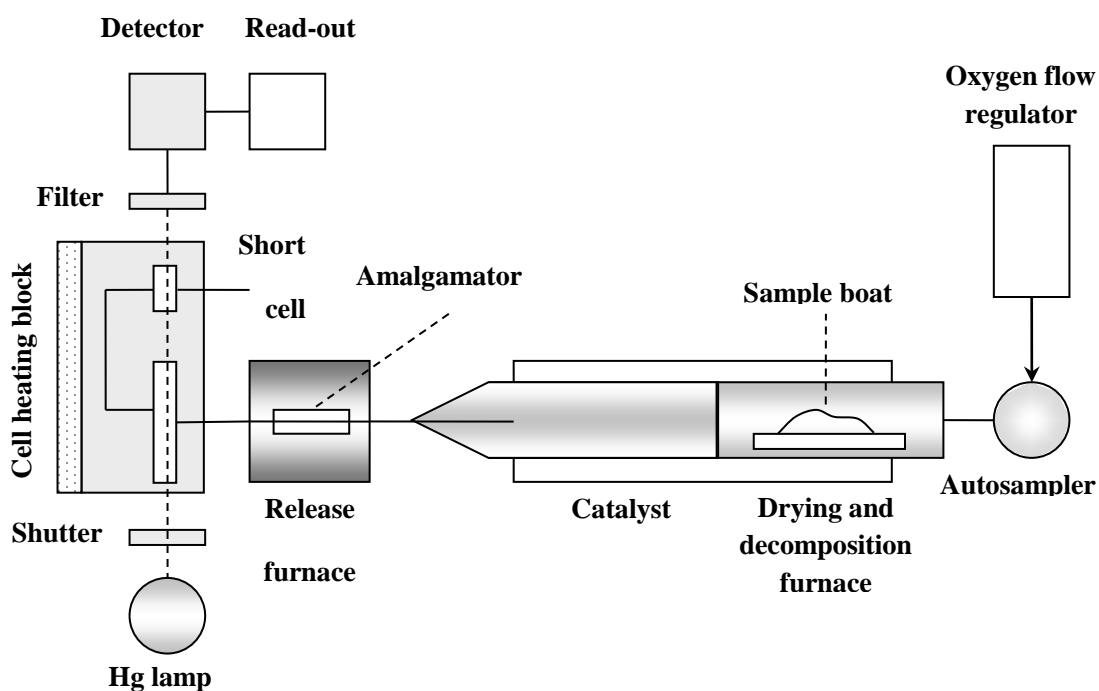 Detector
Read-out
Oxygen flow
regulator
Filter
Short
cell
Cell heating block
Amalgamator
Sample boat
Autosampler
Shutter
Release
furnace
Catalyst
Drying and
decomposition
furnace
Hg lamp